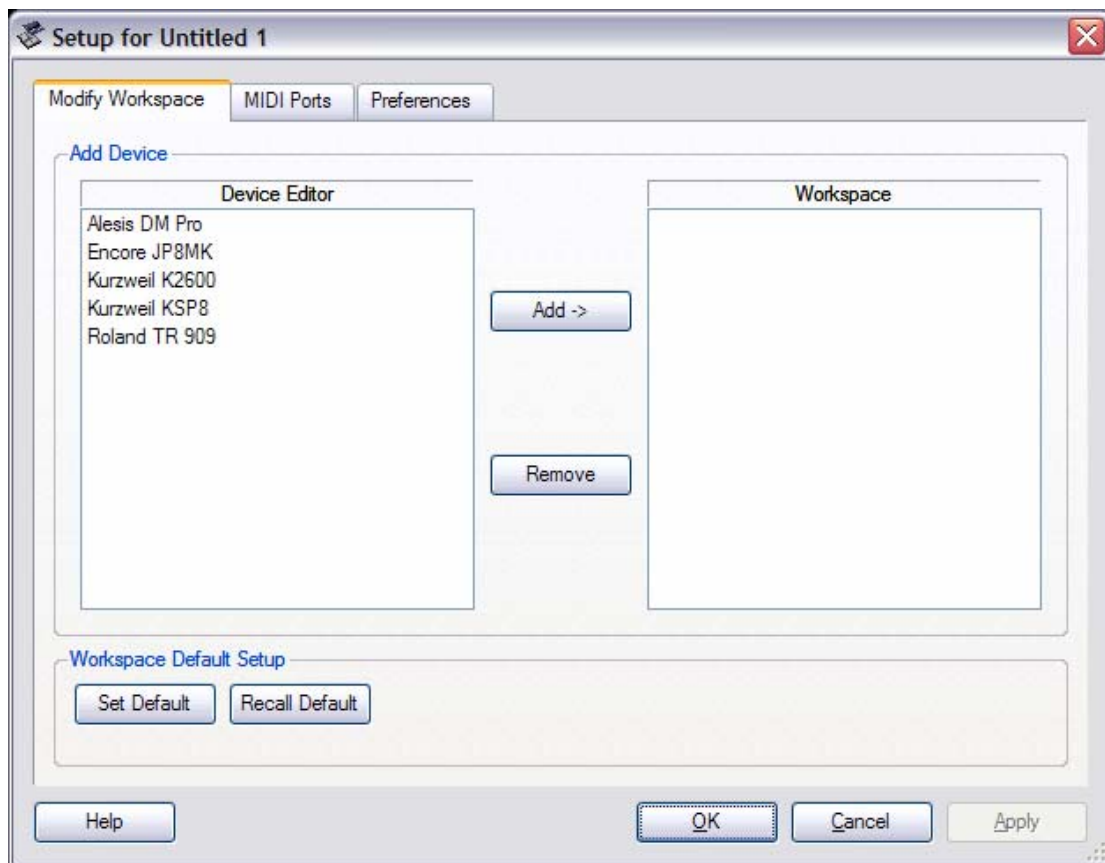 Setup for Untitled 1
Modify Workspace
MIDI Ports
Preferences
Add Device
Device Editor
Workspace
Alesis DM Pro
Encore JP8MK
Kurzweil K2600
Kurzweil KSP8
Roland TR 909
Add ->
Remove
Workspace Default Setup
Set Default
Recall Default
Help
OK
Cancel
Apply